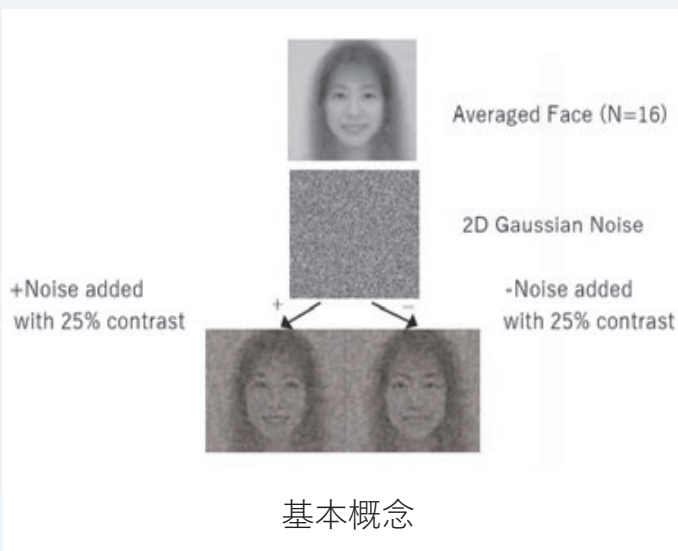 Averaged Face (N=16)
2D Gaussian Noise
+Noise added
with 25% contrast
-Noise added
with 25% contrast
+
−
基本概念